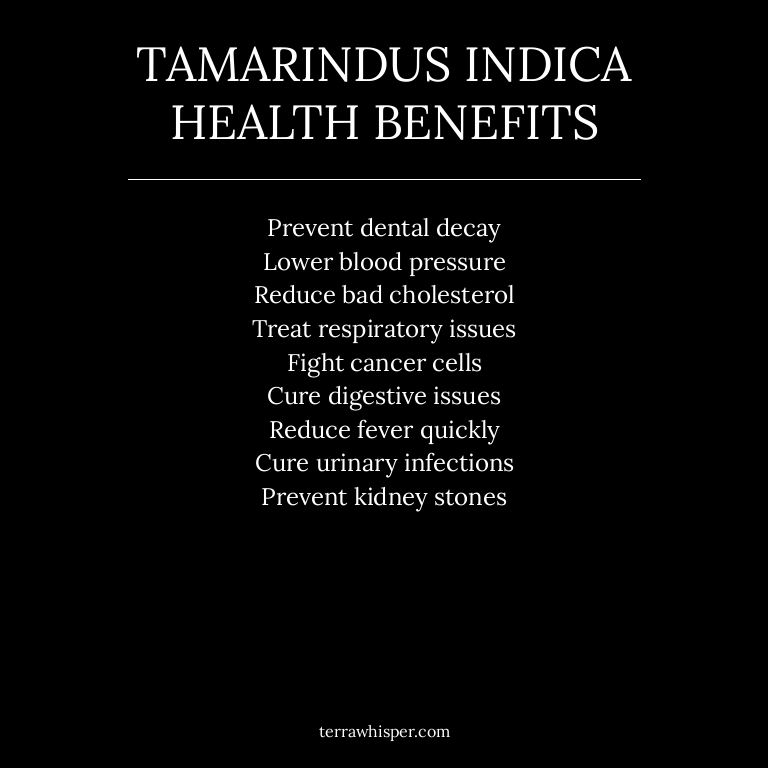 TAMARINDUS INDICA
HEALTH BENEFITS
Prevent dental decay
Lower blood pressure
Reduce bad cholesterol
Treat respiratory issues
Fight cancer cells
Cure digestive issues
Reduce fever quickly
Cure urinary infections
Prevent kidney stones
terrawhisper.com